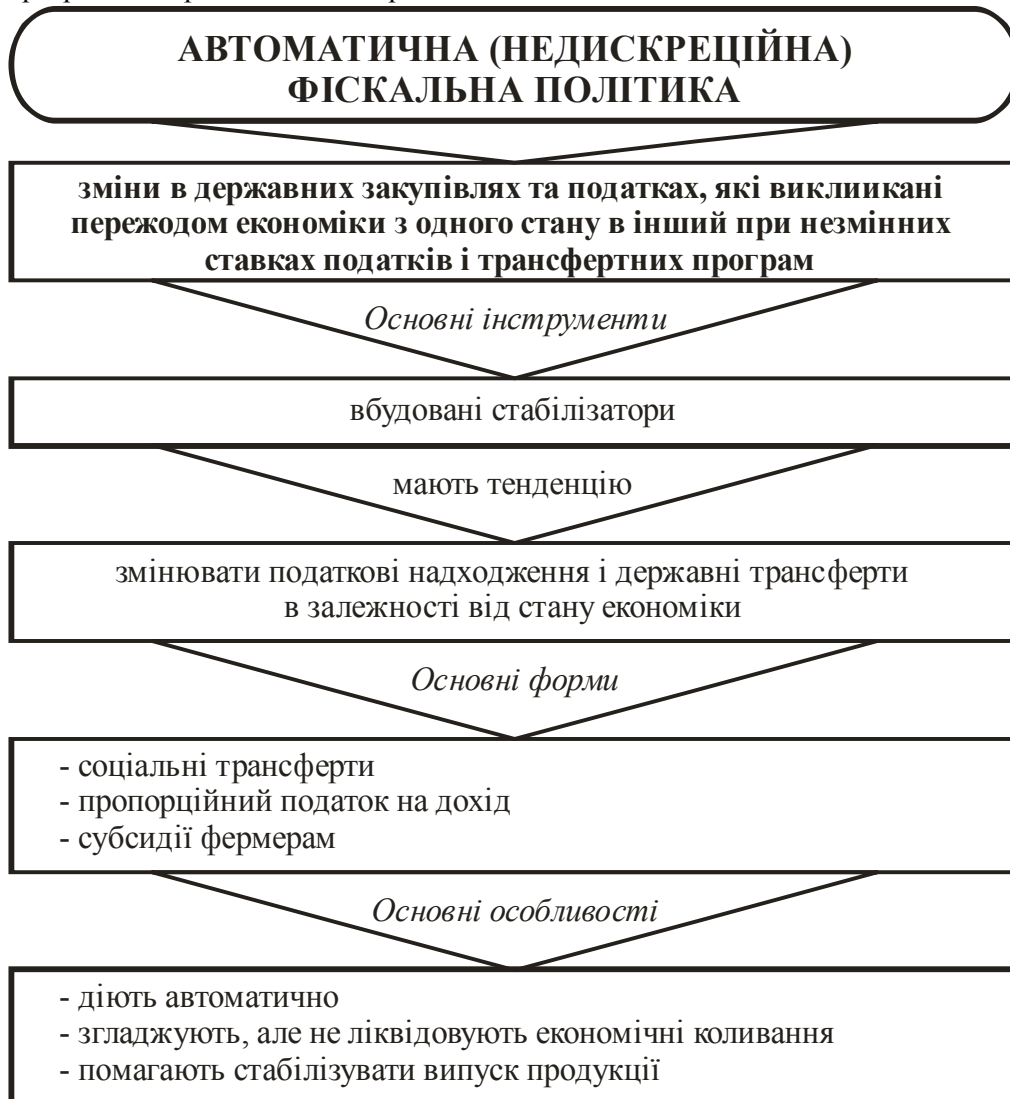 АВТОМАТИЧНА (НЕДИСКРЕЦІЙНА)
ФІСКАЛЬНА ПОЛІТИКА
зміни в державних закупівлях та податках, які виклиикані
пережодом економіки з одного стану в інший при незмінних
ставках податків і трансфертних програм
Основні інструменти
вбудовані стабілізатори
мають тенденцію
змінювати податкові надходження і державні трансферти
в залежності від стану економіки
Основні форми
- соціальні трансферти
- пропорційний податок на дохід
- субсидії фермерам
Основні особливості
- діють автоматично
- згладжують, але не ліквідовують економічні коливання
- помагають стабілізувати випуск продукції